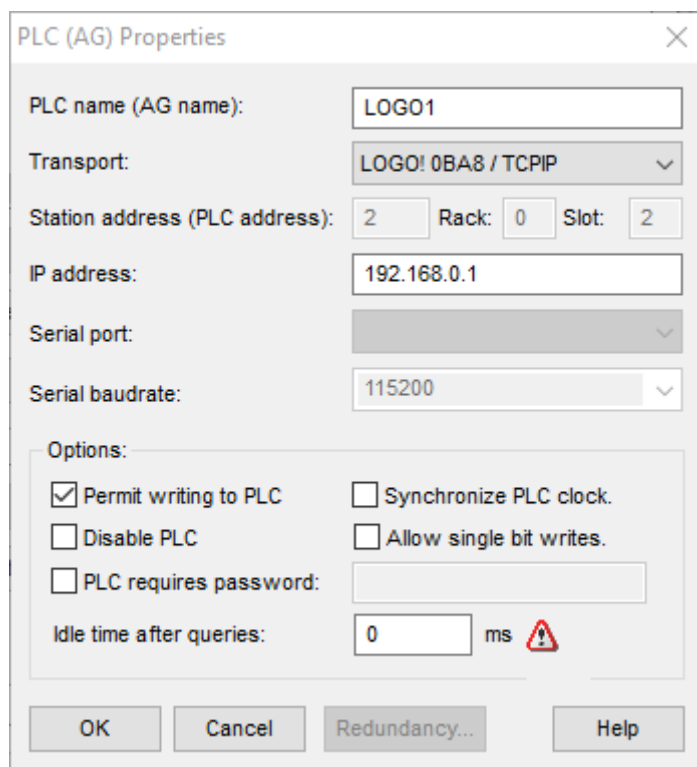 PLC (AG) Properties
PLC name (AG name): LOGO1
Transport: LOGO! 0BA8 / TCPIP
Station address (PLC address): 2 Rack: 0 Slot: 2
IP address: 192.168.0.1
Serial port:
Serial baudrate: 115200
Options:
Permit writing to PLC Synchronize PLC clock.
Disable PLC Allow single bit writes.
PLC requires password:
Idle time after queries: 0 ms
OK Cancel Redundancy... Help